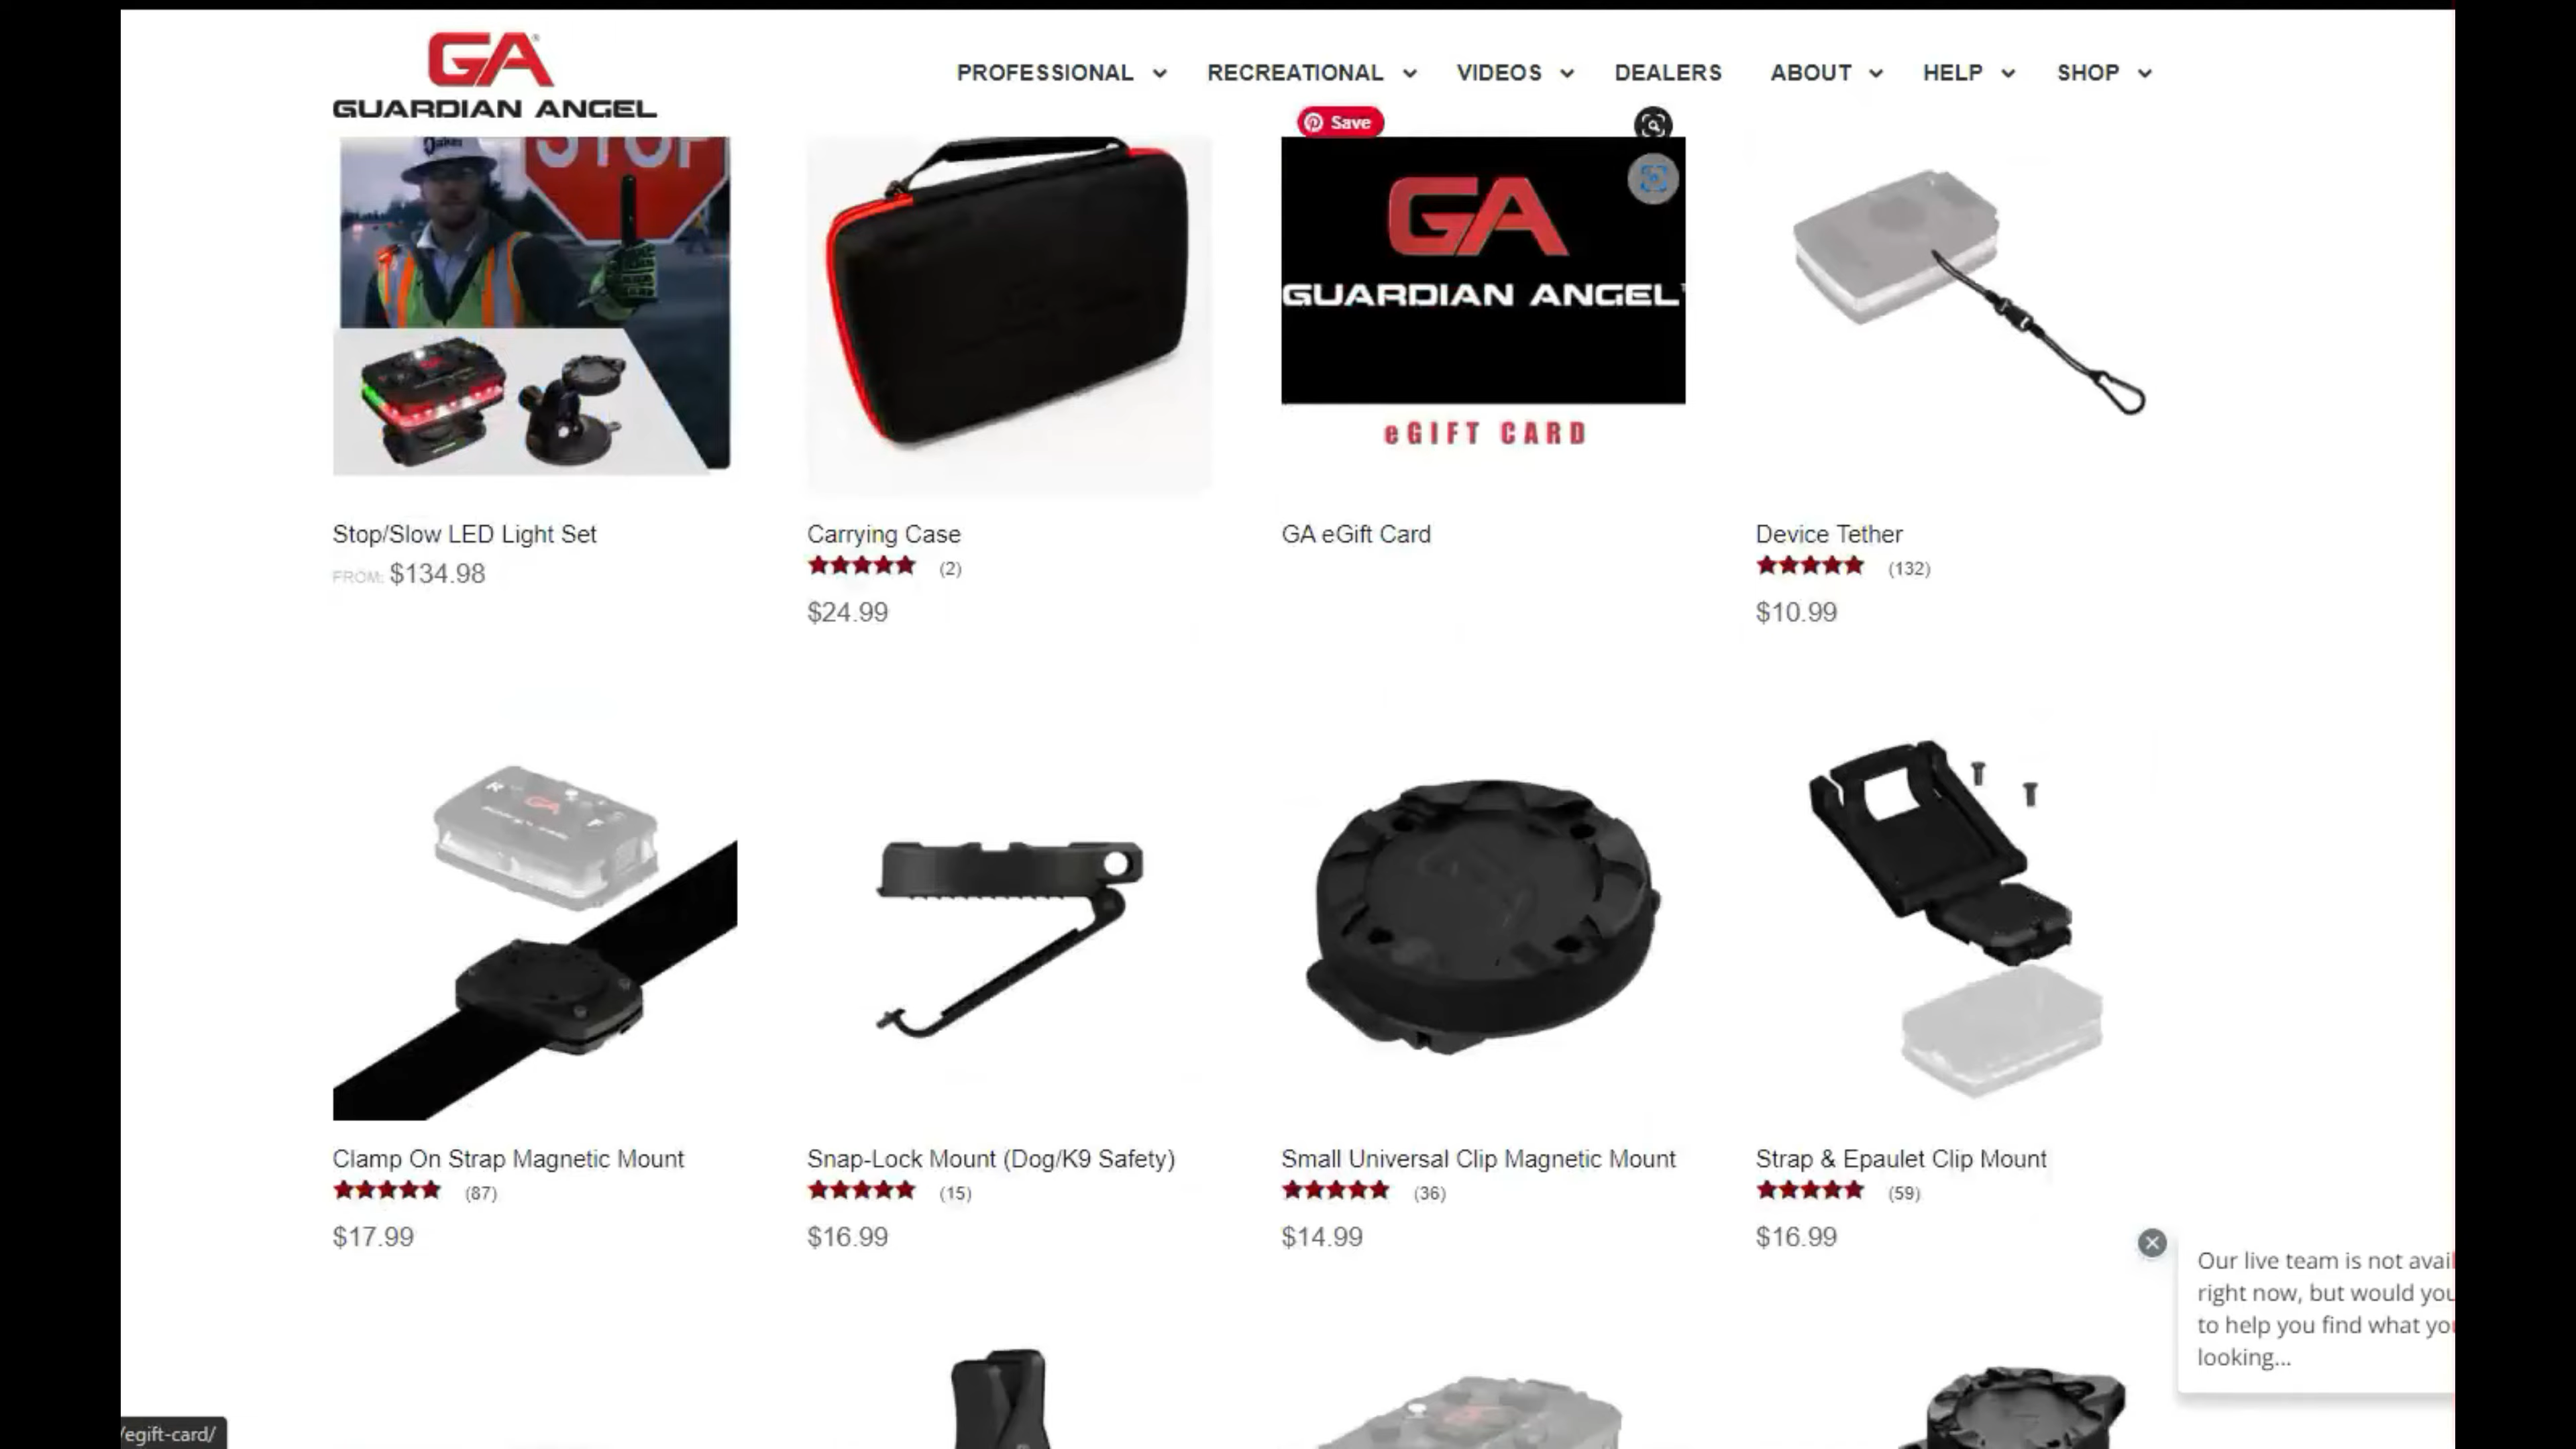 GA
GUARDIAN ANGEL
PROFESSIONAL
RECREATIONAL
VIDEOS
DEALERS
ABOUT
HELP
SHOP
Save
STOP
GA
GUARDIAN ANGEL
eGIFT CARD
Stop/Slow LED Light Set
FROM: $134.98
Carrying Case
(2)
$24.99
GA eGift Card
Device Tether
(132)
$10.99
R
GA
Clamp On Strap Magnetic Mount
(87)
$17.99
Snap-Lock Mount (Dog/K9 Safety)
(15)
$16.99
Small Universal Clip Magnetic Mount
(36)
$14.99
Strap & Epaulet Clip Mount
(59)
$16.99
Our live team is not avail
right now, but would you
to help you find what you
looking...
/egift-card/